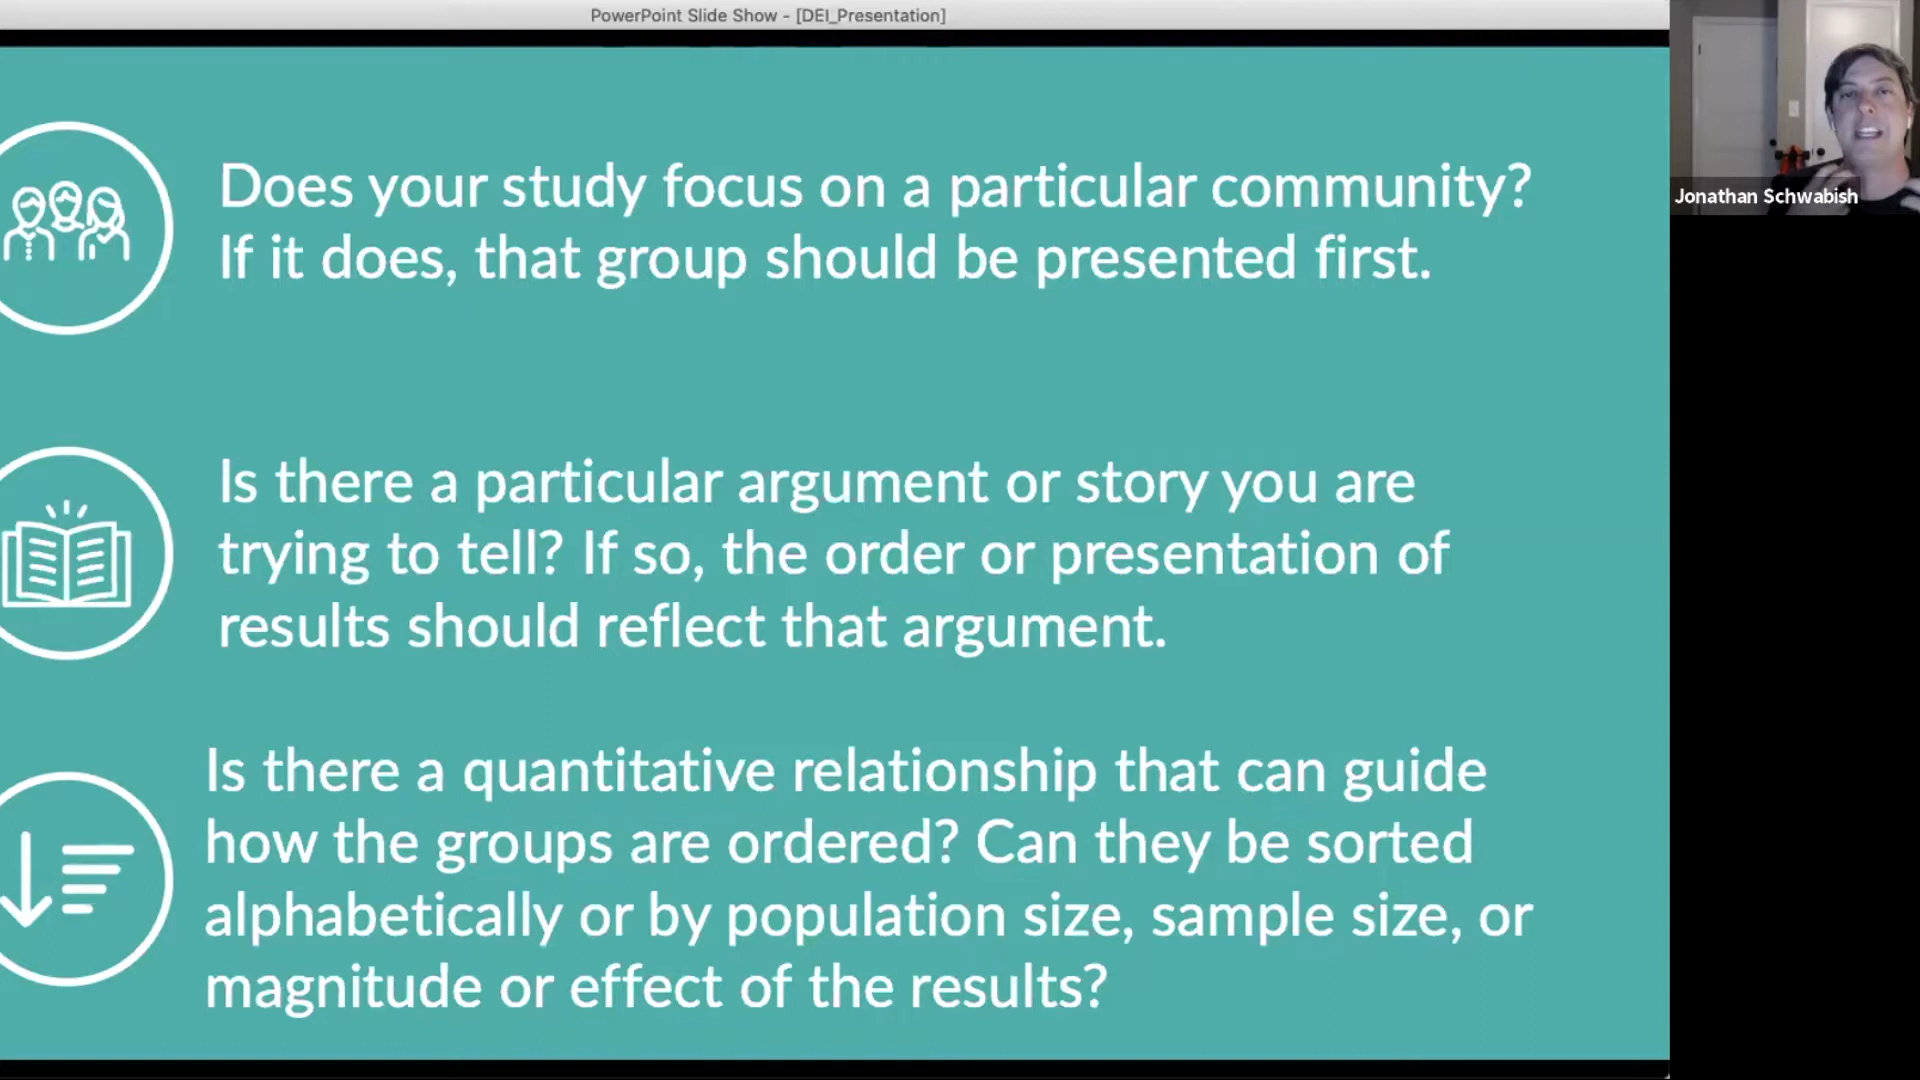 PowerPoint Slide Show - [DEI_Presentation]
Does your study focus on a particular community?
If it does, that group should be presented first.
Is there a particular argument or story you are
trying to tell? If so, the order or presentation of
results should reflect that argument.
Is there a quantitative relationship that can guide
how the groups are ordered? Can they be sorted
alphabetically or by population size, sample size, or
magnitude or effect of the results?
Jonathan Schwabish